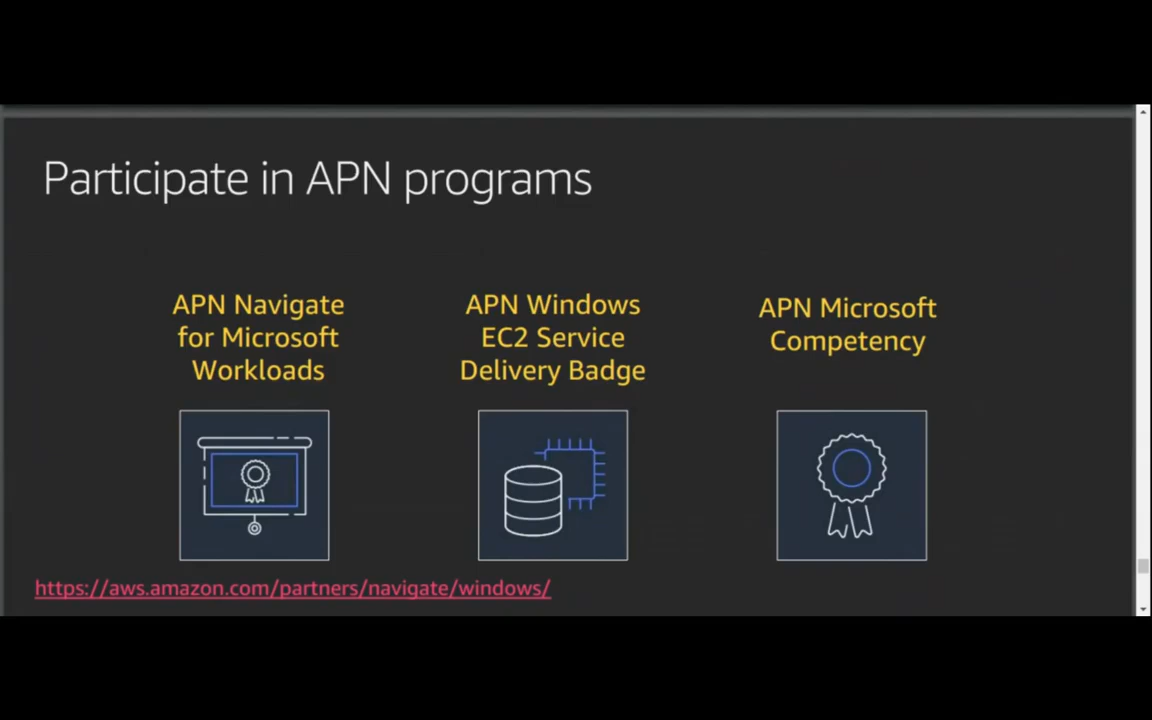 Participate in APN programs
APN Navigate
for Microsoft
Workloads
APN Windows
EC2 Service
Delivery Badge
APN Microsoft
Competency
https://aws.amazon.com/partners/navigate/windows/